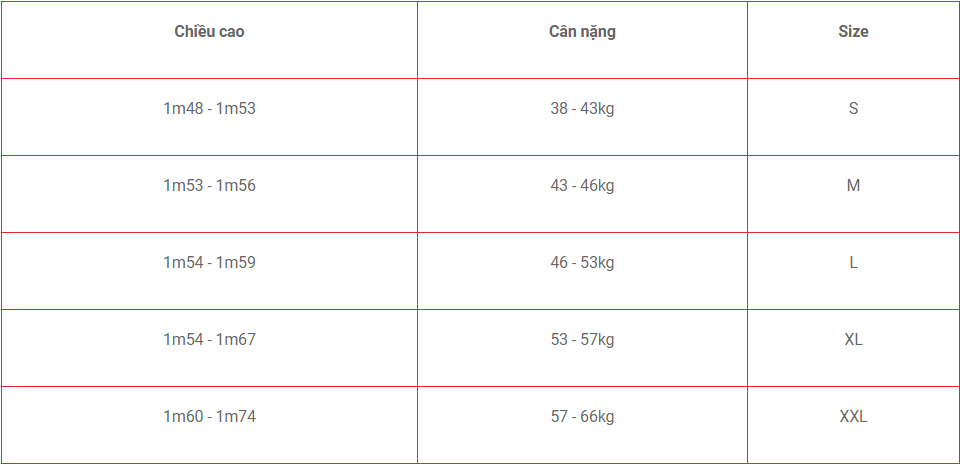 Chiều cao Cân nặng Size
1m48 - 1m53 38 - 43kg S
1m53 - 1m56 43 - 46kg M
1m54 - 1m59 46 - 53kg L
1m54 - 1m67 53 - 57kg XL
1m60 - 1m74 57 - 66kg XXL